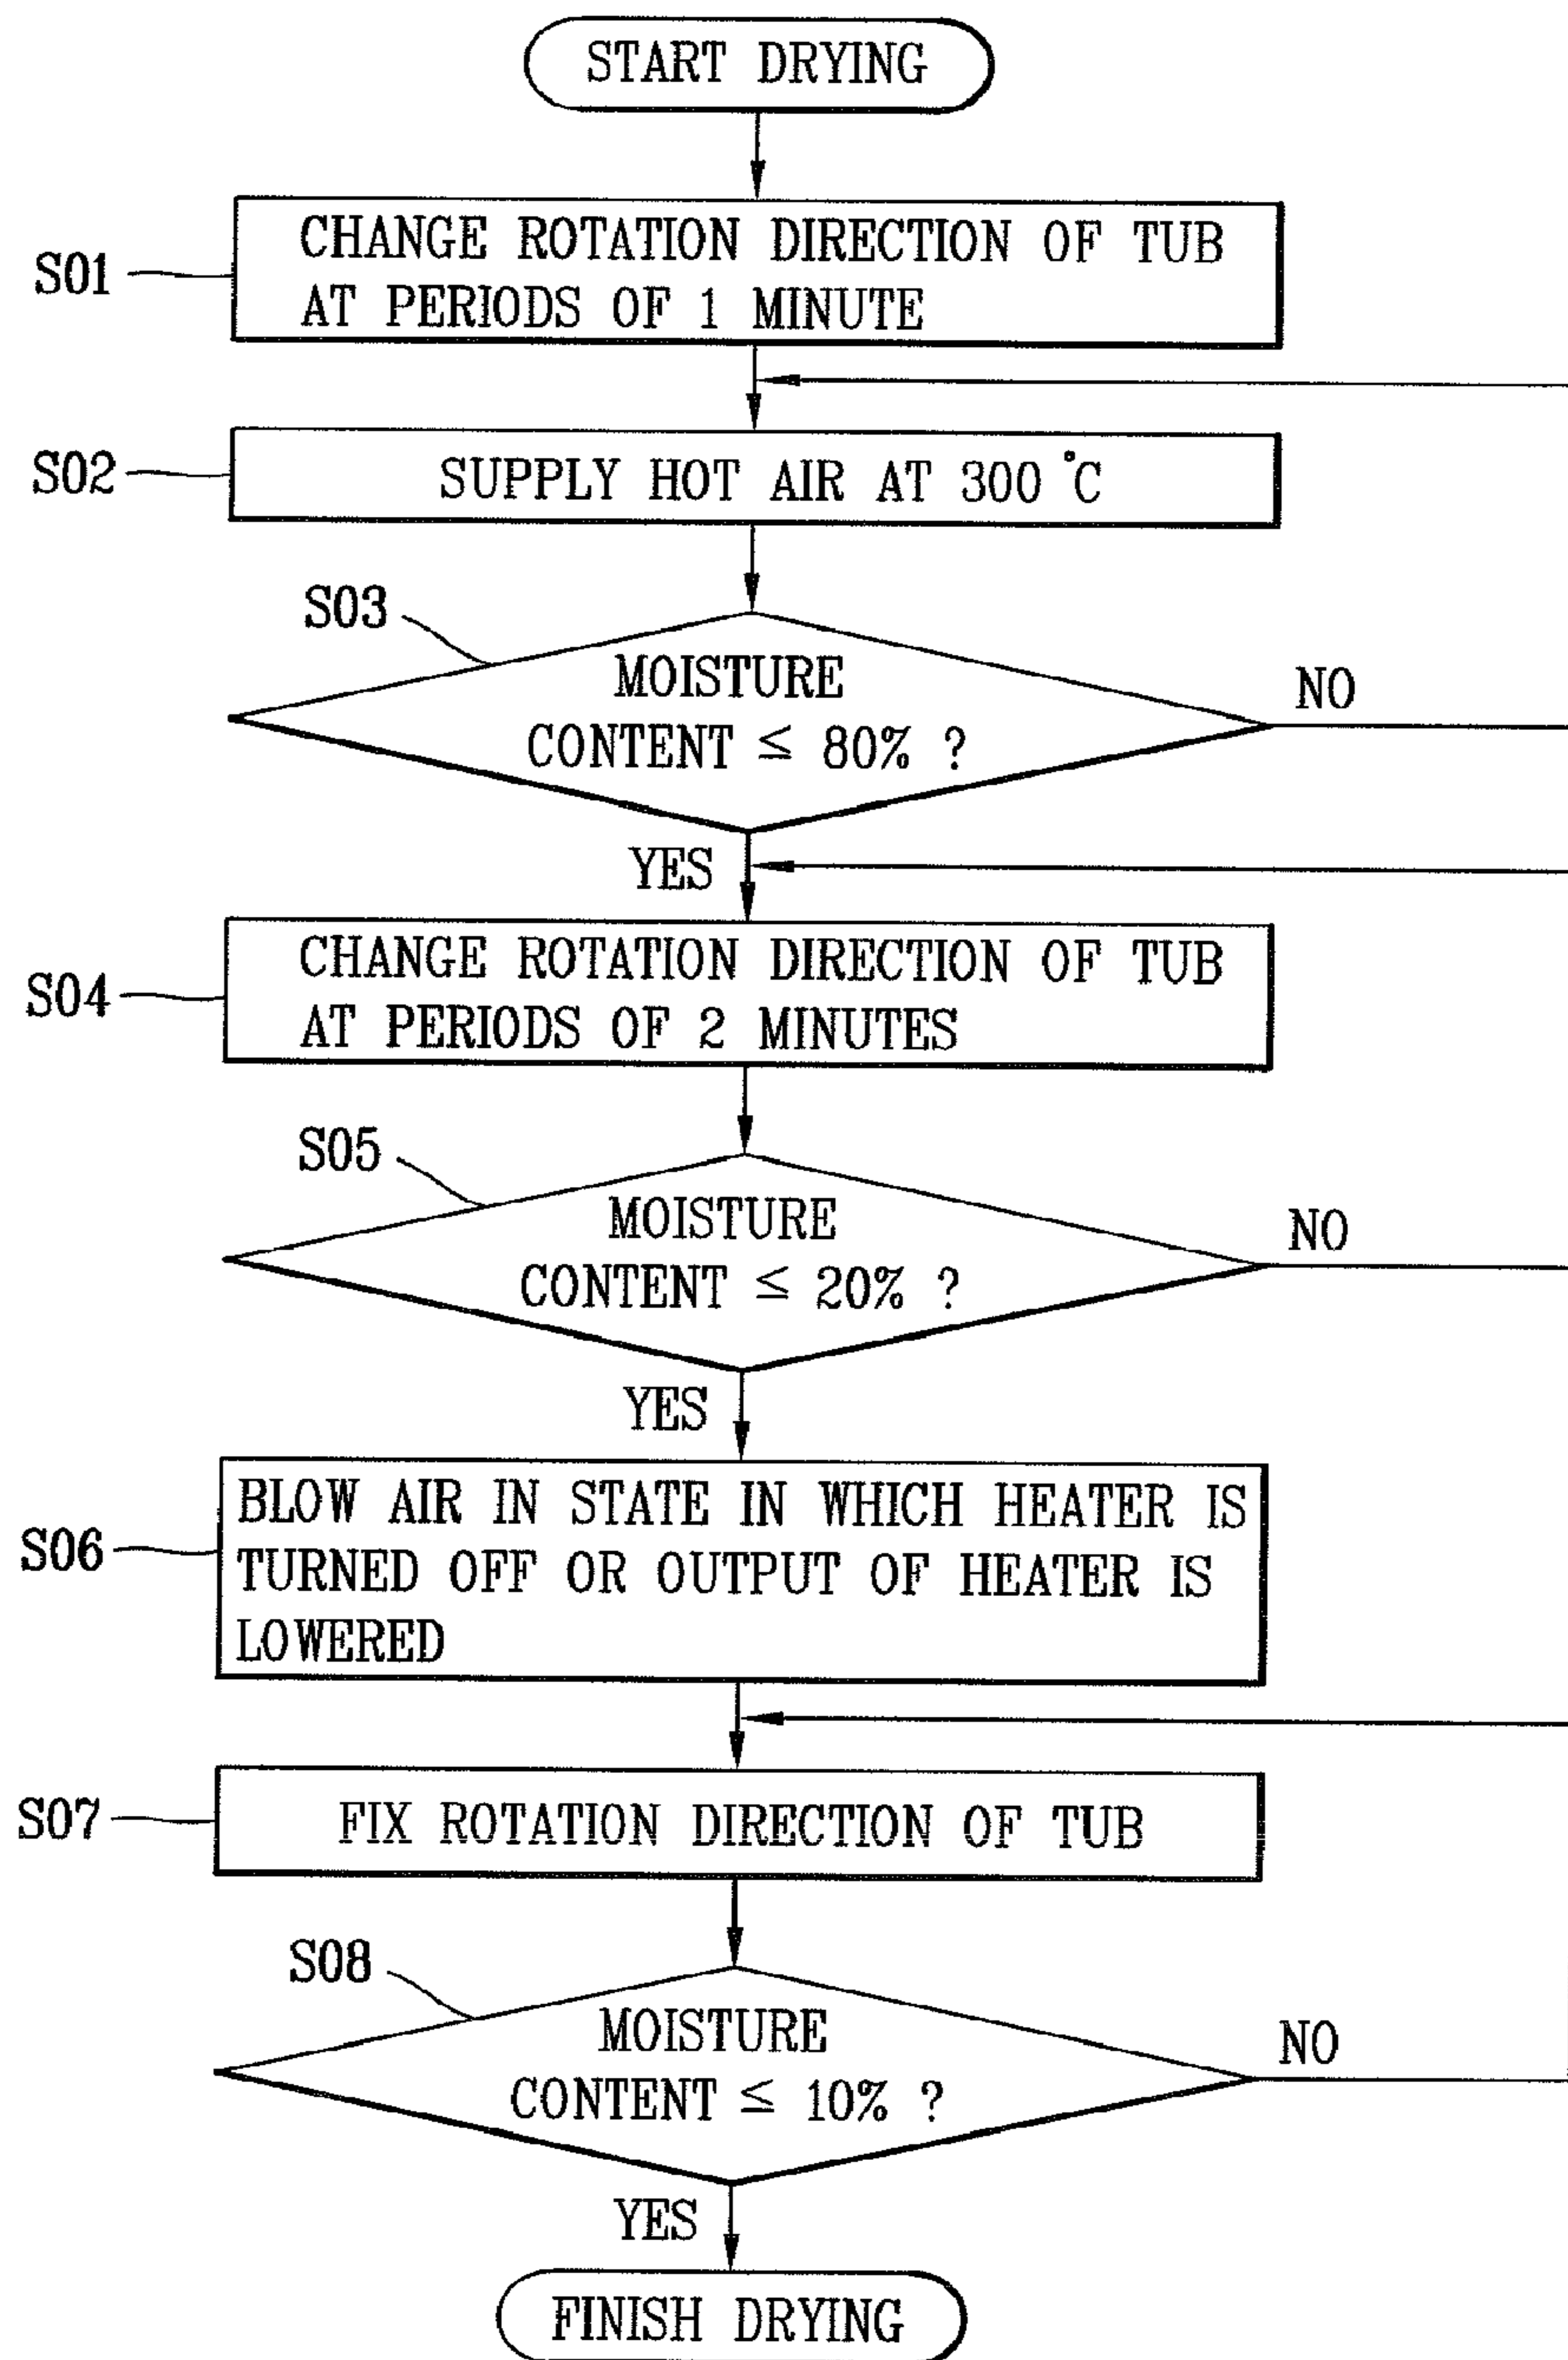 START DRYING
S01
CHANGE ROTATION DIRECTION OF TUB
AT PERIODS OF 1 MINUTE
S02
SUPPLY HOT AIR AT 300 °C
S03
MOISTURE
CONTENT ≤ 80% ?
NO
YES
S04
CHANGE ROTATION DIRECTION OF TUB
AT PERIODS OF 2 MINUTES
S05
MOISTURE
CONTENT ≤ 20% ?
NO
YES
S06
BLOW AIR IN STATE IN WHICH HEATER IS
TURNED OFF OR OUTPUT OF HEATER IS
LOWERED
S07
FIX ROTATION DIRECTION OF TUB
S08
MOISTURE
CONTENT ≤ 10% ?
NO
YES
FINISH DRYING